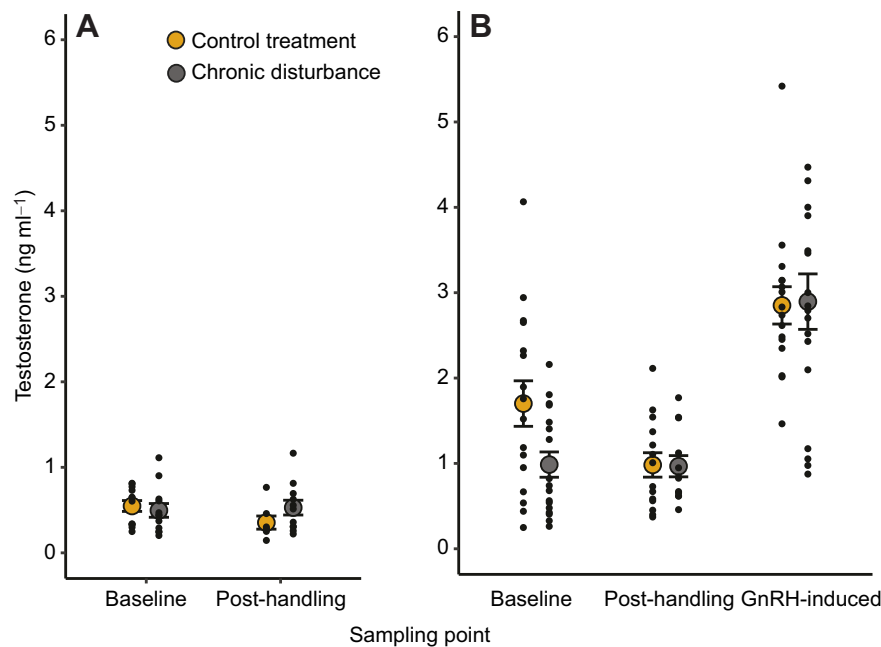 A
Control treatment
Chronic disturbance
Testosterone (ng ml⁻¹)
6
5
4
3
2
1
0
Baseline
Post-handling
B
6
5
4
3
2
1
0
Baseline
Post-handling
GnRH-induced
Sampling point